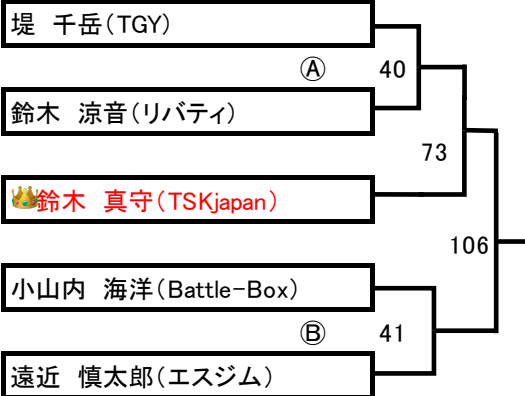 堤　千岳（TGY）
Ⓐ 40
鈴木　涼音（リバティ）
73
鈴木　真守（TSKjapan）
106
小山内　海洋（Battle-Box）
Ⓑ 41
遠近　慎太郎（エスジム）